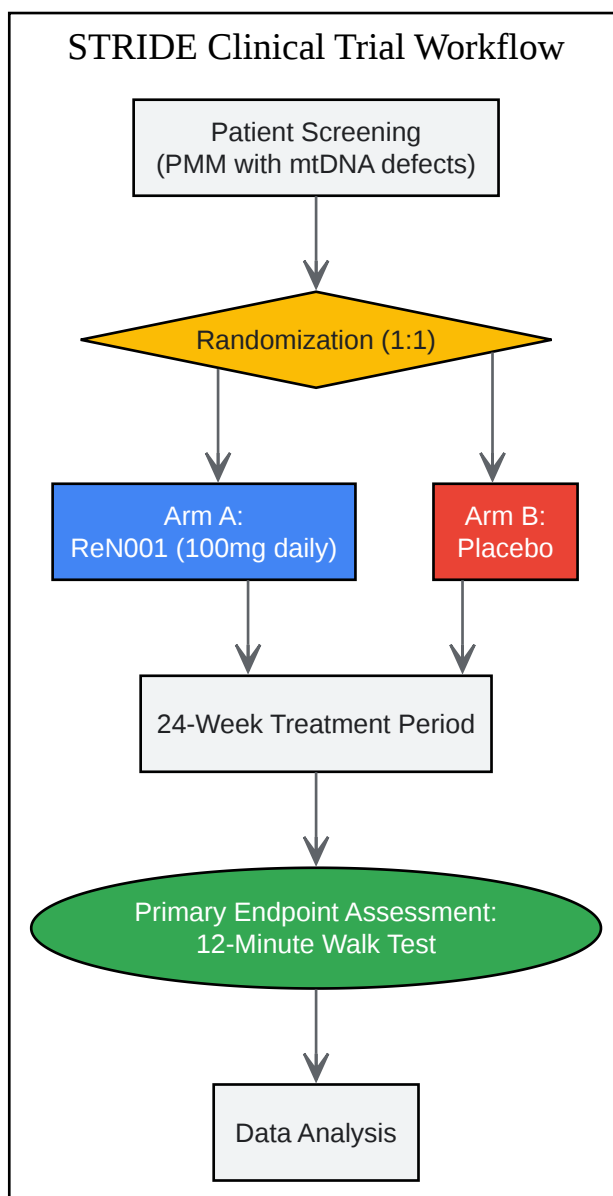 STRIDE Clinical Trial Workflow
Patient Screening
(PMM with mtDNA defects)
Randomization (1:1)
Arm A:
ReN001 (100mg daily)
Arm B:
Placebo
24-Week Treatment Period
Primary Endpoint Assessment:
12-Minute Walk Test
Data Analysis